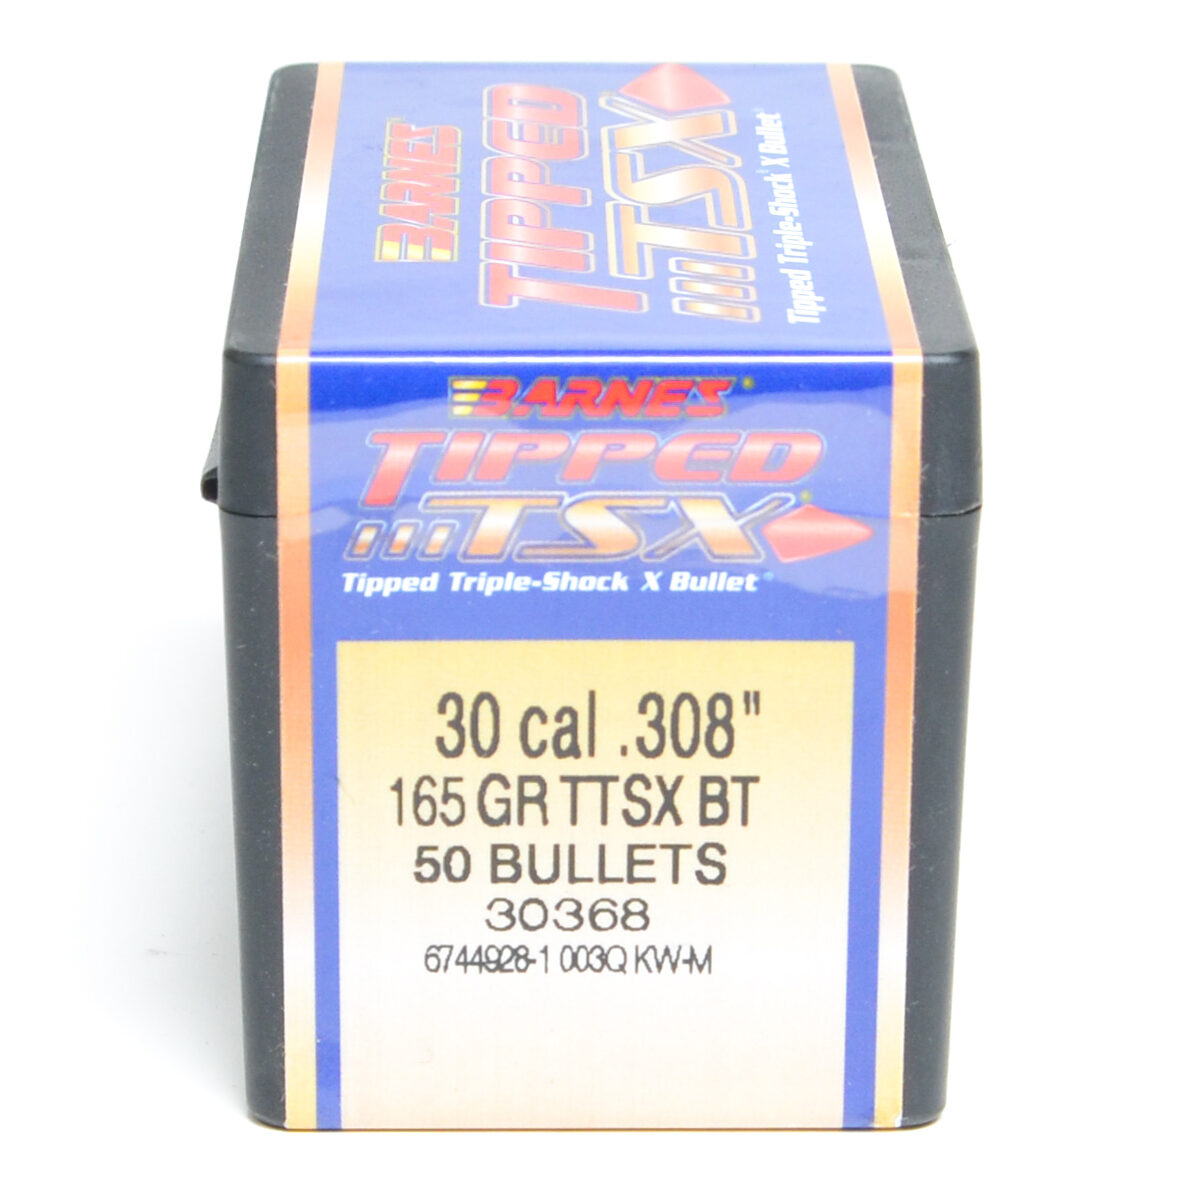 BARNES
TIPPED
TSX
Tipped Triple-Shock® X Bullet®
BARNES®
TIPPED
TSX®
Tipped Triple-Shock X Bullet®
30 cal .308"
165 GR TTSX BT
50 BULLETS
30368
6744928-1 003Q KW-M